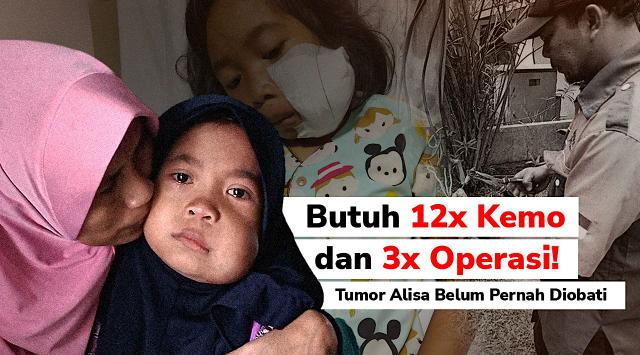 Butuh 12x Kemo
dan 3x Operasi!
Tumor Alisa Belum Pernah Diobati